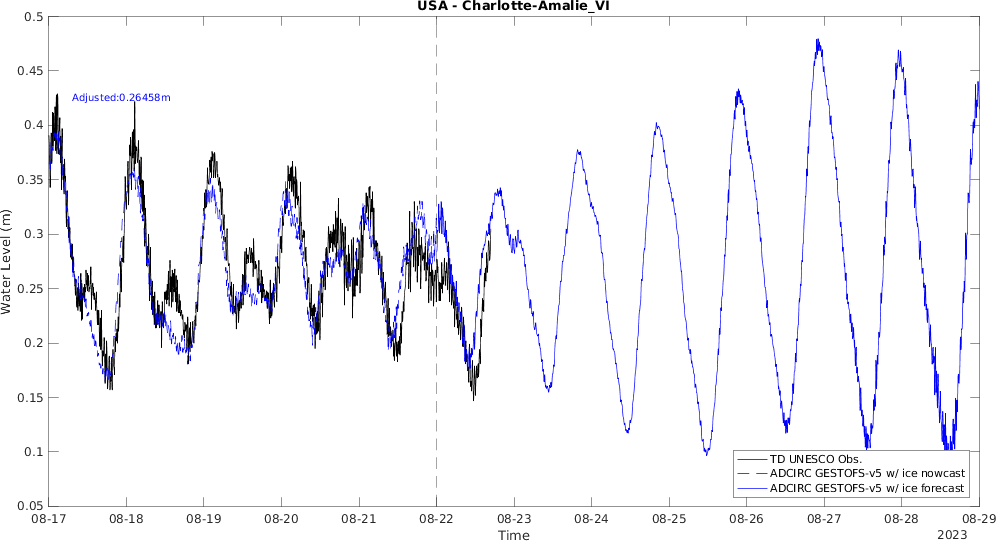 USA - Charlotte-Amalie_VI
0.5
0.45
0.4
0.35
0.3
0.25
0.2
0.15
0.1
0.05
Water Level (m)
Adjusted:0.26458m
TD UNESCO Obs.
ADCIRC GESTOFS-v5 w/ ice nowcast
ADCIRC GESTOFS-v5 w/ ice forecast
08-17 08-18 08-19 08-20 08-21 08-22 08-23 08-24 08-25 08-26 08-27 08-28 08-29
Time
2023